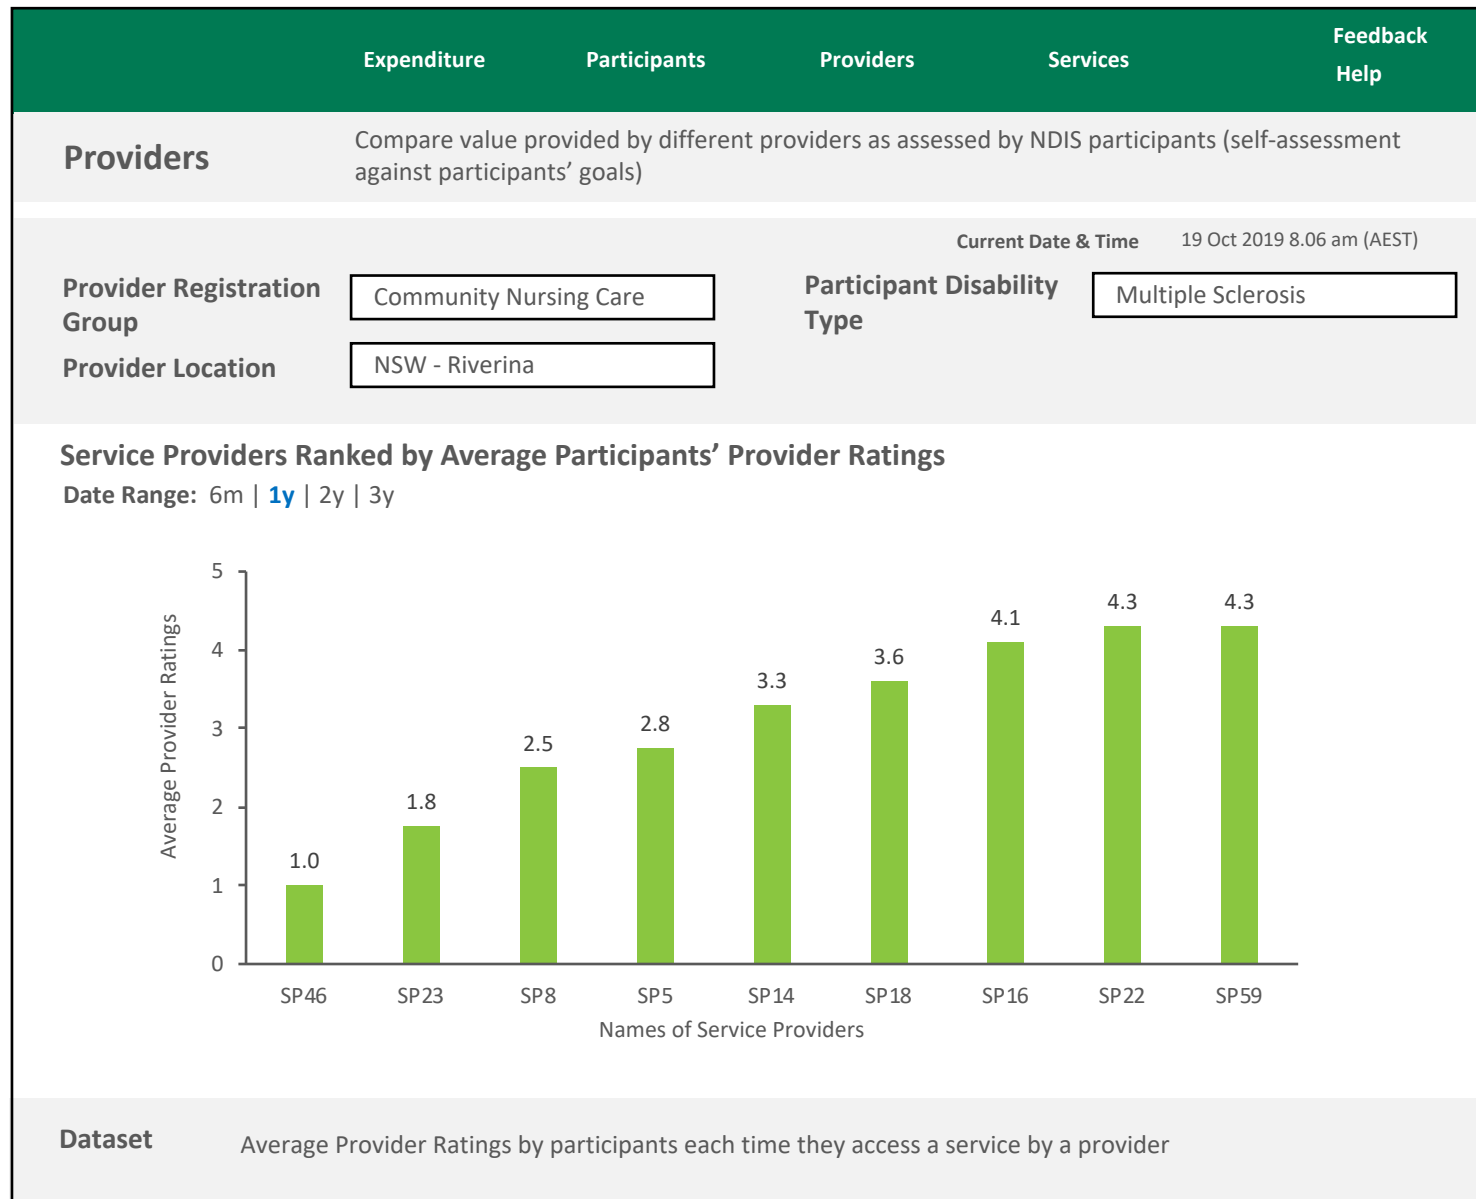 Expenditure Participants Providers Services Feedback
Help
Providers
Compare value provided by different providers as assessed by NDIS participants (self-assessment
against participants’ goals)
Current Date & Time 19 Oct 2019 8.06 am (AEST)
Provider Registration
Group
Community Nursing Care
Participant Disability
Type
Multiple Sclerosis
Provider Location
NSW - Riverina
Service Providers Ranked by Average Participants’ Provider Ratings
Date Range: 6m | 1y | 2y | 3y
Average Provider Ratings
5
4
3
2
1
0
1.0
1.8
2.5
2.8
3.3
3.6
4.1
4.3
4.3
SP46 SP23 SP8 SP5 SP14 SP18 SP16 SP22 SP59
Names of Service Providers
Dataset
Average Provider Ratings by participants each time they access a service by a provider